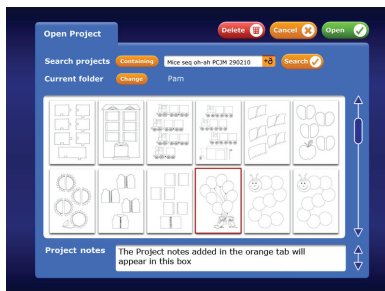 Open Project
Delete
Cancel
Open
Search projects
Containing
Mice seq oh-ah PCJM 290210
Search
Current folder
Change
Pam
Project notes
The Project notes added in the orange tab will
appear in this box